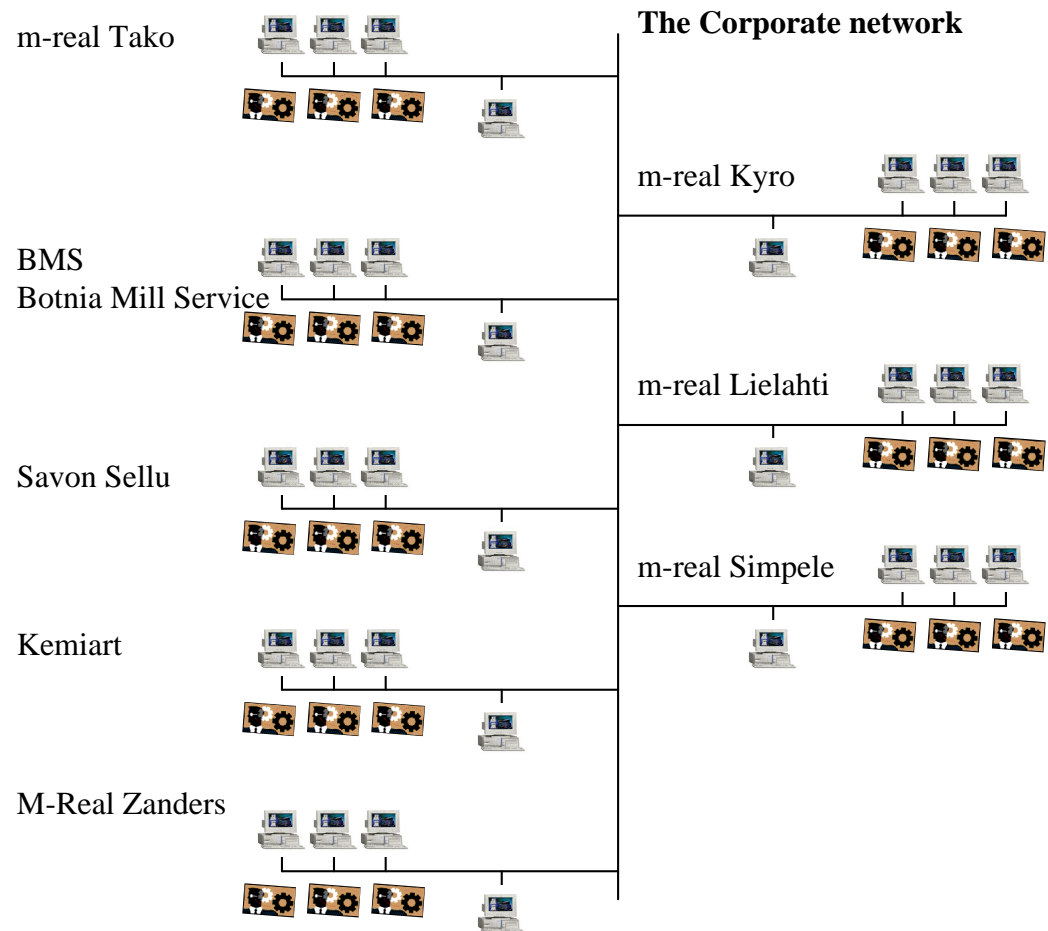 The Corporate network
m-real Tako
m-real Kyro
BMS
Botnia Mill Service
m-real Lielahti
Savon Sellu
m-real Simpele
Kemiart
M-Real Zanders